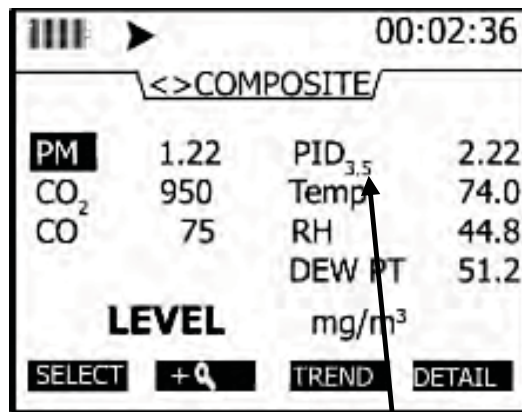 00:02:36
<>COMPOSITE
PM 1.22 PID3.5 2.22
CO2 950 Temp 74.0
CO 75 RH 44.8
DEW PT 51.2
LEVEL mg/m³
SELECT + TREND DETAIL